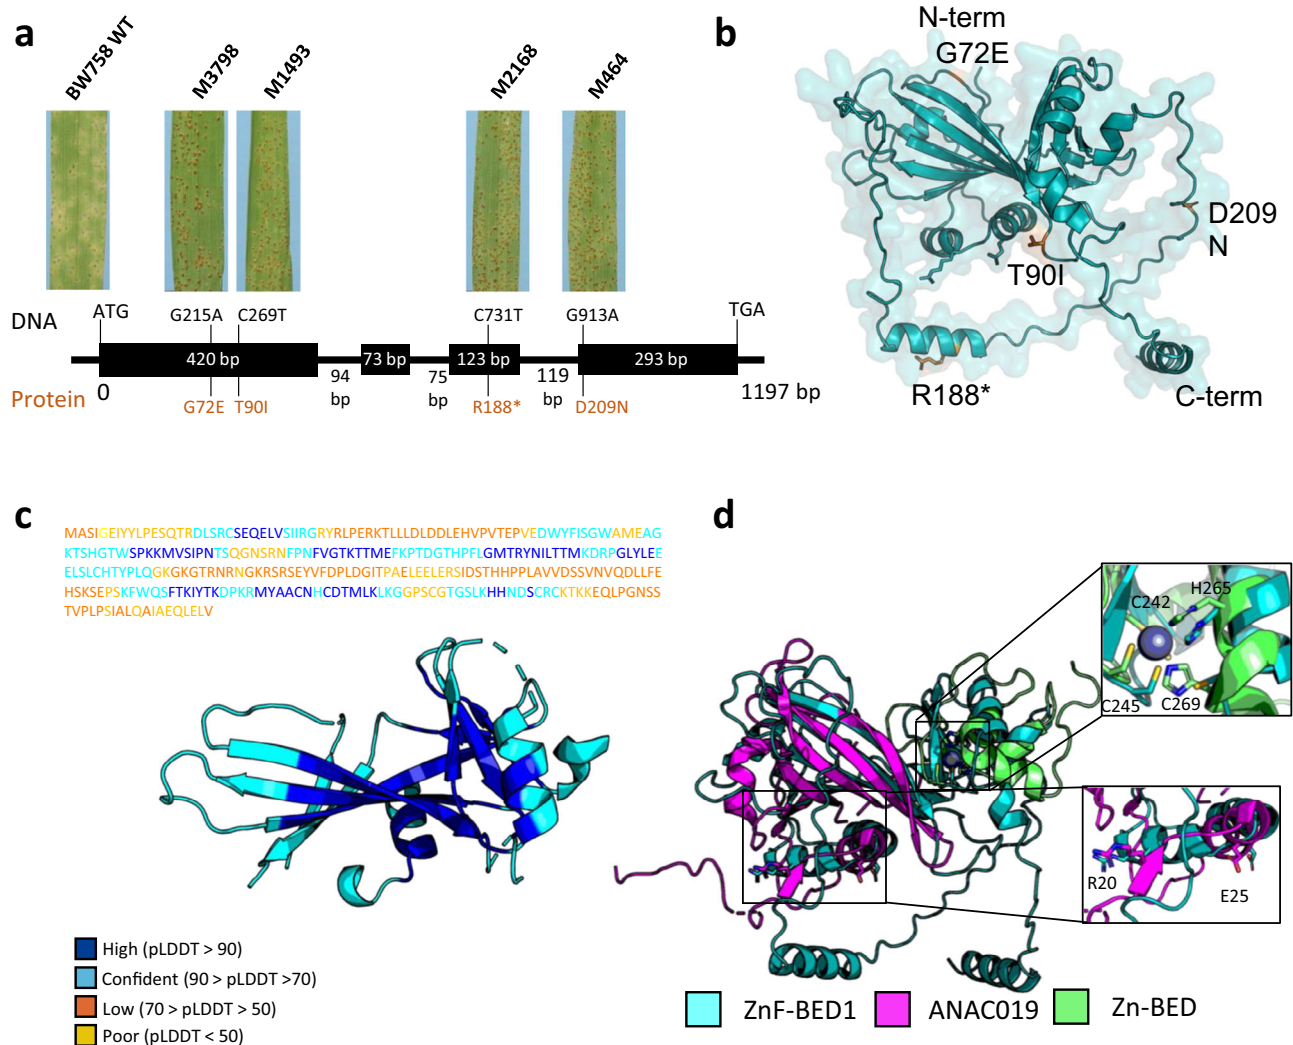 a
BW758 WT
M3798
M1493
M2168
M464
DNA
ATG
G215A
C269T
C731T
G913A
TGA
420 bp
73 bp
123 bp
293 bp
94
bp
75
bp
119
bp
0
1197 bp
Protein
G72E
T90I
R188*
D209N
b
N-term
G72E
D209
N
T90I
R188*
C-term
c
MASIGEIYYLPESQTRDLSRCSEQELVSIIRGRYRLPERKTLLLDLDDLEHVPVTEPVEDWYFISGWAMEAG
KTSHGTWSPKKMVSIPNTSQGNSRNFPNFVGTKTTMEFKPTDGTHPFLGMTRYNILTTMKDRPGLYLEE
ELSLCHTYPLQGKGKGTRNRNGKRSRSEYVFDPLDGITPAELEELERSIDSTHHPPLAVVDSSVNVQDLLFE
HSKSEPSKFWQSFTKIYTKDPKRMYAACNHCDTMLKLKGGPSCGTGSLKHHNDSCRCKTKKEQLPGNSS
TVPLPSIALQAIAEQLELV
High (pLDDT > 90)
Confident (90 > pLDDT >70)
Low (70 > pLDDT > 50)
Poor (pLDDT < 50)
d
C242
H265
C245
C269
R20
E25
ZnF-BED1
ANAC019
Zn-BED